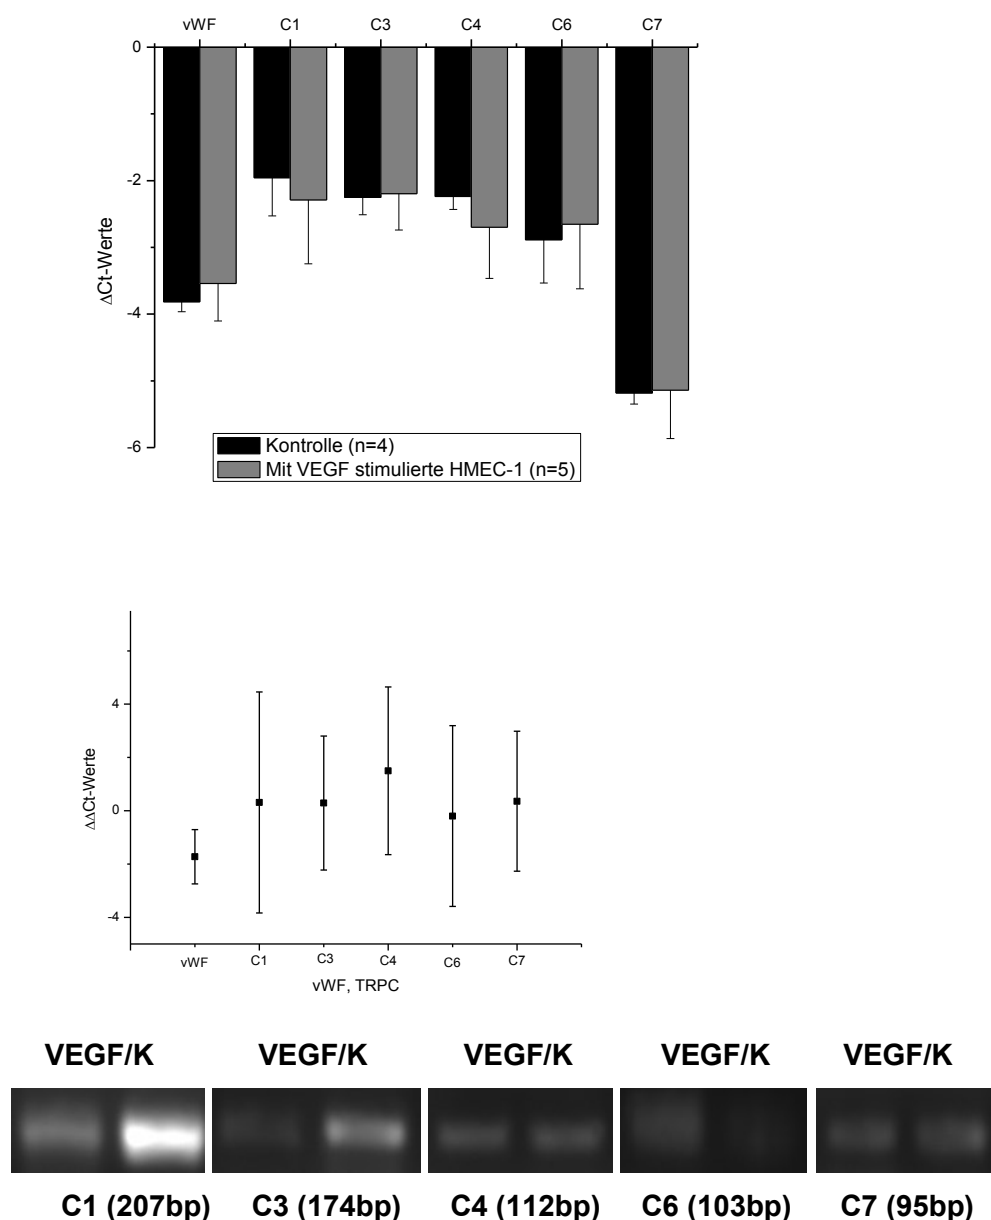 vWF C1 C3 C4 C6 C7
0
-2
-4
-6
ΔCt-Werte
Kontrolle (n=4)
Mit VEGF stimulierte HMEC-1 (n=5)
4
0
-4
ΔΔCt-Werte
vWF C1 C3 C4 C6 C7
vWF, TRPC
VEGF/K VEGF/K VEGF/K VEGF/K VEGF/K
C1 (207bp) C3 (174bp) C4 (112bp) C6 (103bp) C7 (95bp)